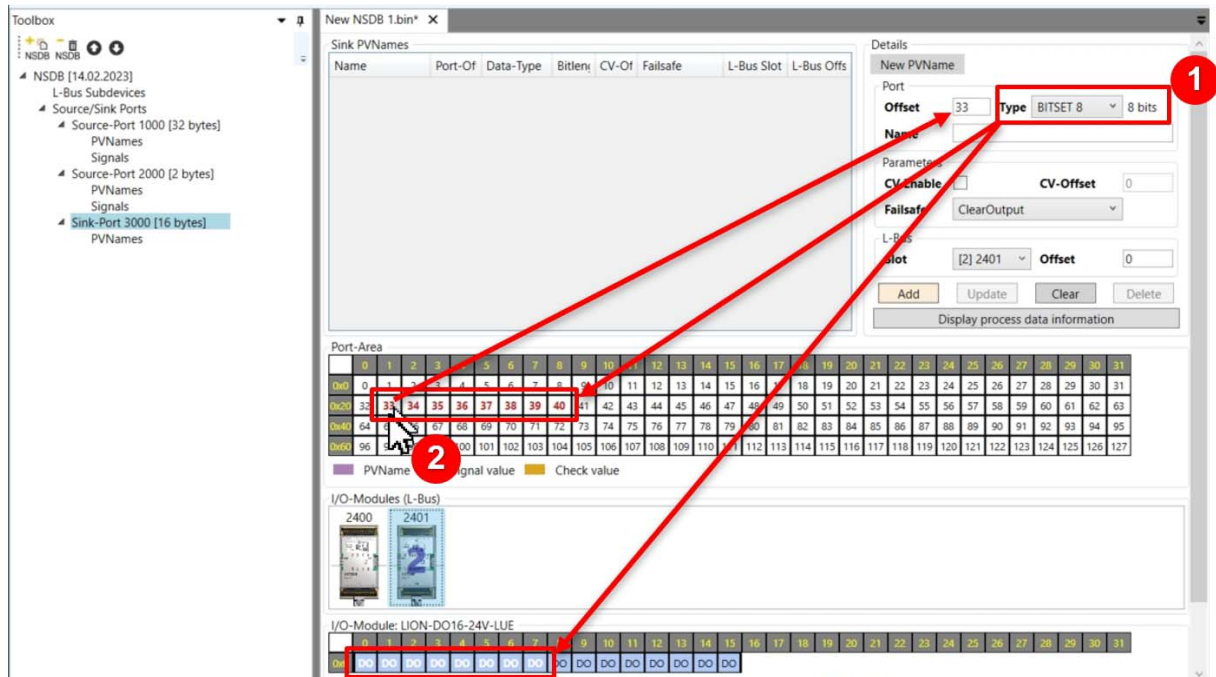 Toolbox
NSDB NSDB
NSDB [14.02.2023]
L-Bus Subdevices
Source/Sink Ports
Source-Port 1000 [32 bytes]
PVNames
Signals
Source-Port 2000 [2 bytes]
PVNames
Signals
Sink-Port 3000 [16 bytes]
PVNames
New NSDB 1.bin* X
Sink PVNames
Name Port-Of Data-Type Bitlen CV-Of Failsafe L-Bus Slot L-Bus Offs
Details
New PVName
Port
Offset 33 Type BITSET 8 8 bits
1
Name
Parameters
CV-Enable CV-Offset 0
Failsafe ClearOutput
L-Bus
Slot [2] 2401 Offset 0
Add Update Clear Delete
Display process data information
Port-Area
0 1 2 3 4 5 6 7 8 9 10 11 12 13 14 15 16 17 18 19 20 21 22 23 24 25 26 27 28 29 30 31
0x0 0 1 2 3 4 5 6 7 8 9 10 11 12 13 14 15 16 17 18 19 20 21 22 23 24 25 26 27 28 29 30 31
0x20 32 33 34 35 36 37 38 39 40 41 42 43 44 45 46 47 48 49 50 51 52 53 54 55 56 57 58 59 60 61 62 63
0x40 64 67 68 69 70 71 72 73 74 75 76 77 78 79 80 81 82 83 84 85 86 87 88 89 90 91 92 93 94 95
0x60 96 100 101 102 103 104 105 106 107 108 109 110 111 112 113 114 115 116 117 118 119 120 121 122 123 124 125 126 127
2
PVName Signal value Check value
I/O-Modules (L-Bus)
2400 2401
2
I/O-Module: LION-DO16-24V-LUE
0 1 2 3 4 5 6 7 9 10 11 12 13 14 15 16 17 18 19 20 21 22 23 24 25 26 27 28 29 30 31
DO DO DO DO DO DO DO DO DO DO DO DO DO DO DO DO